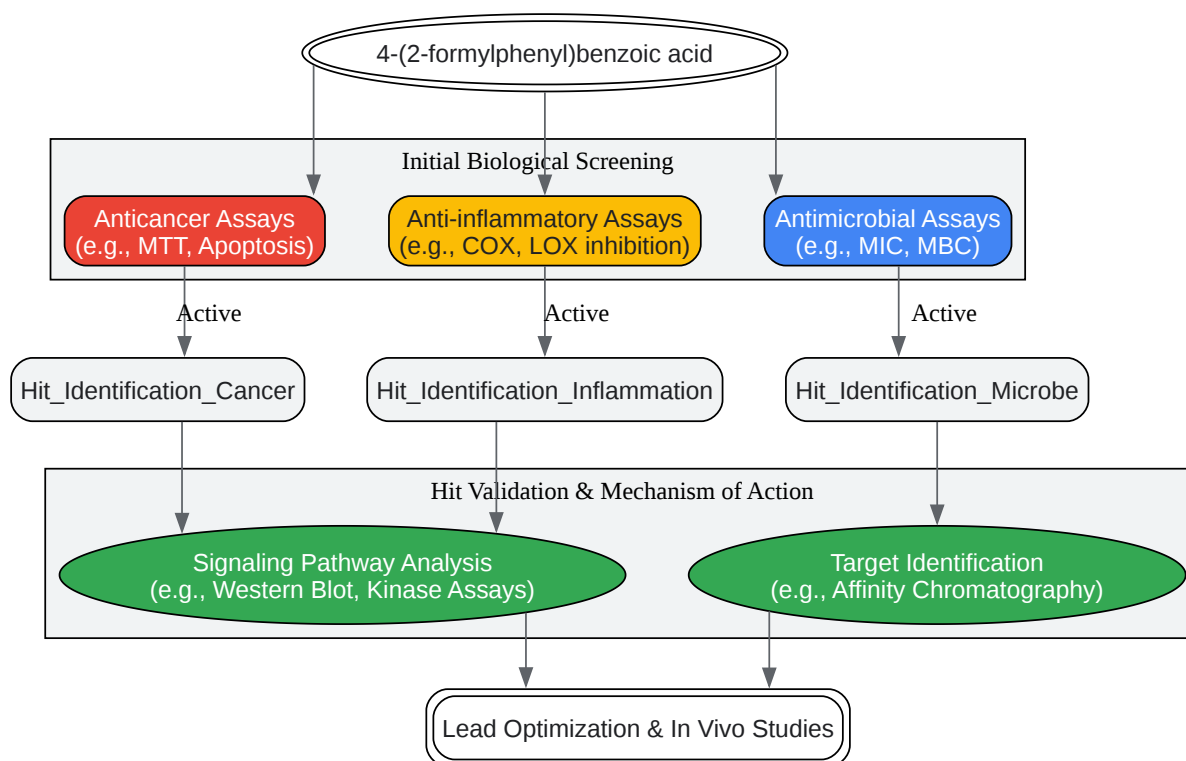 4-(2-formylphenyl)benzoic acid
Initial Biological Screening
Anticancer Assays
(e.g., MTT, Apoptosis)
Anti-inflammatory Assays
(e.g., COX, LOX inhibition)
Antimicrobial Assays
(e.g., MIC, MBC)
Active
Active
Active
Hit_Identification_Cancer
Hit_Identification_Inflammation
Hit_Identification_Microbe
Hit Validation & Mechanism of Action
Signaling Pathway Analysis
(e.g., Western Blot, Kinase Assays)
Target Identification
(e.g., Affinity Chromatography)
Lead Optimization & In Vivo Studies